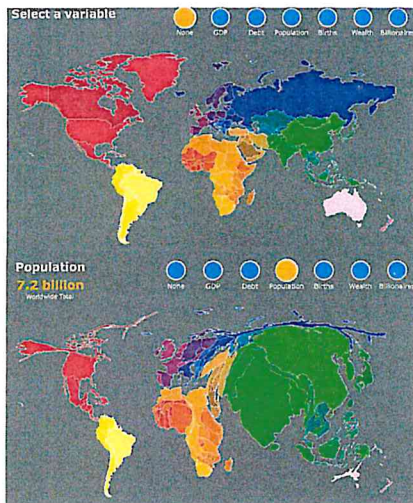 Select a variable
None GDP Debt Population Births Wealth Billionaires
Population
7.2 billion
Worldwide Total
None GDP Debt Population Births Wealth Billionaires